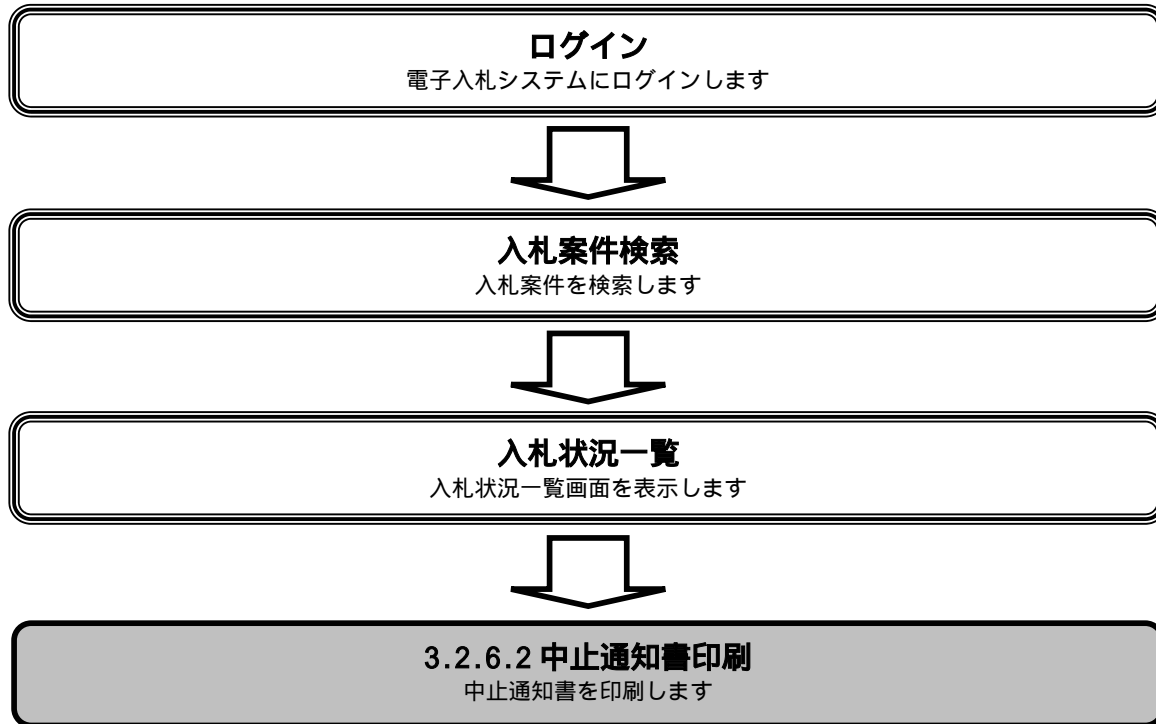 ログイン
電子入札システムにログインします
入札案件検索
入札案件を検索します
入札状況一覧
入札状況一覧画面を表示します
3.2.6.2 中止通知書印刷
中止通知書を印刷します